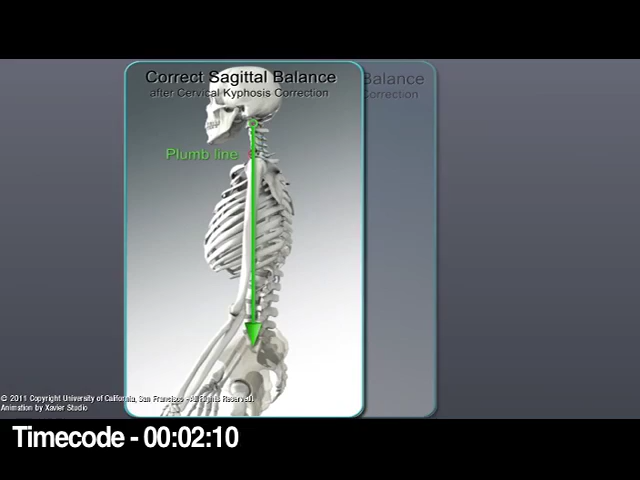 Correct Sagittal Balance
after Cervical Kyphosis Correction
Balance
Correction
Plumb line
© 2011 Copyright University of California, San Francisco - All Rights Reserved
Animation by Xavier Studio
Timecode - 00:02:10